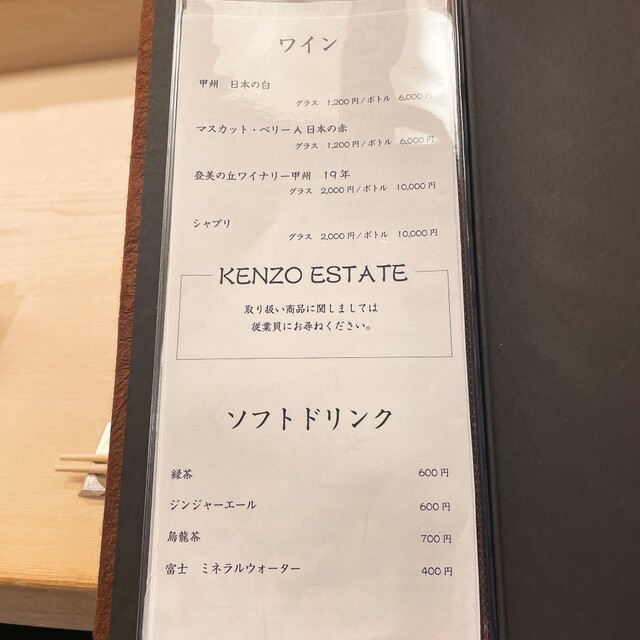 ワイン
甲州 日本の白
グラス 1,200円/ボトル 6,000円
マスカット・ベリーA 日本の赤
グラス 1,200円/ボトル 6,000円
登美の丘ワイナリー甲州 19年
グラス 2,000円/ボトル 10,000円
シャブリ
グラス 2,000円/ボトル 10,000円
KENZO ESTATE
取り扱い商品に関しましては
従業員にお尋ねください。
ソフトドリンク
緑茶 600円
ジンジャーエール 600円
烏龍茶 700円
富士 ミネラルウォーター 400円